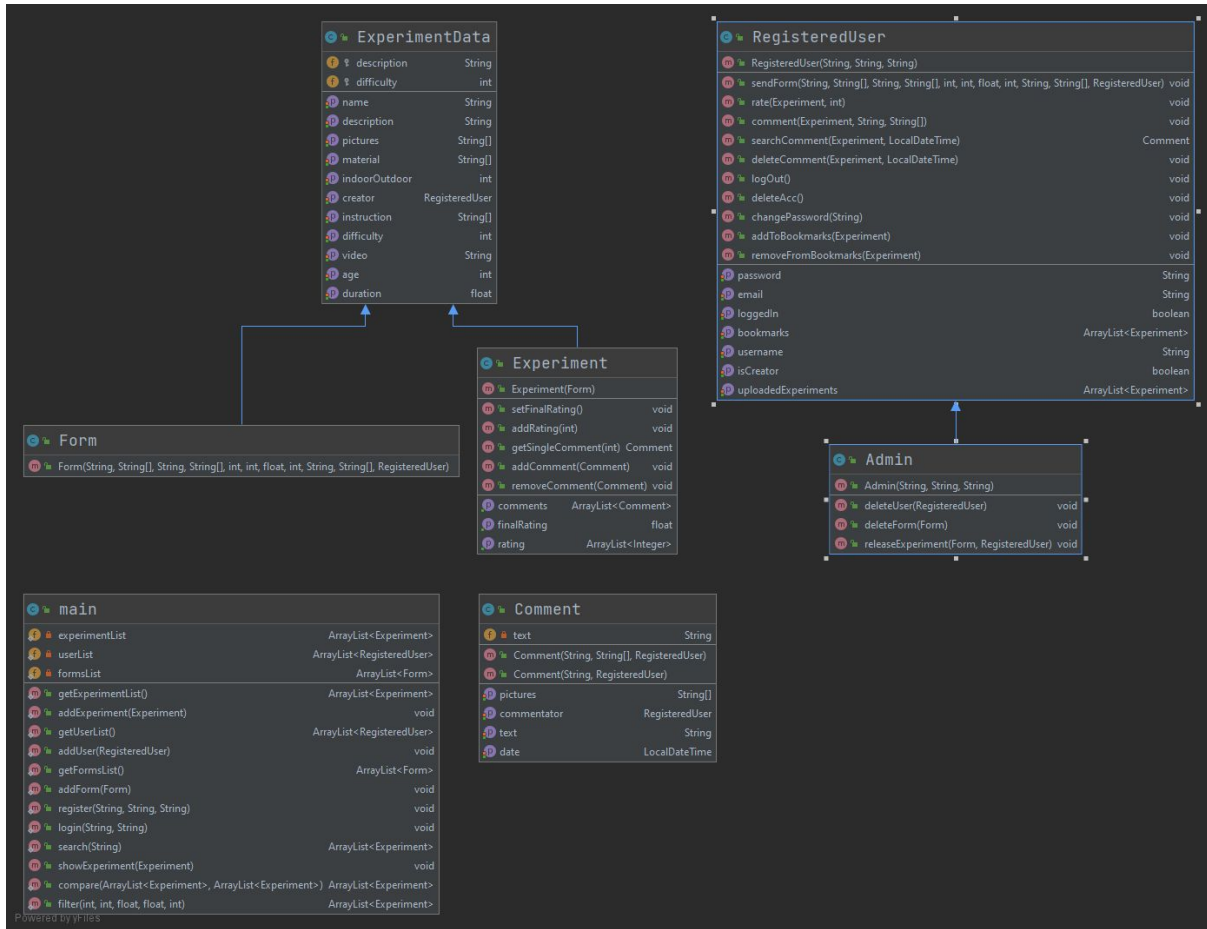 ExperimentData
description String
difficulty int
name String
description String
pictures String[]
material String[]
indoorOutdoor int
creator RegisteredUser
instruction String[]
difficulty int
video String
age int
duration float
RegisteredUser
RegisteredUser(String, String, String)
sendForm(String, String[], String, String[], int, int, float, int, String, String[], RegisteredUser) void
rate(Experiment, int) void
comment(Experiment, String, String[]) void
searchComment(Experiment, LocalDateTime) Comment
deleteComment(Experiment, LocalDateTime) void
logOut() void
deleteAcc() void
changePassword(String) void
addToBookmarks(Experiment) void
removeFromBookmarks(Experiment) void
password String
email String
loggedIn boolean
bookmarks ArrayList<Experiment>
username String
isCreator boolean
uploadedExperiments ArrayList<Experiment>
Experiment
Experiment(Form)
setFinalRating() void
addRating(int) void
getSingleComment(int) Comment
addComment(Comment) void
removeComment(Comment) void
comments ArrayList<Comment>
finalRating float
rating ArrayList<Integer>
Form
Form(String, String[], String, String[], int, int, float, int, String, String[], RegisteredUser)
Admin
Admin(String, String, String)
deleteUser(RegisteredUser) void
deleteForm(Form) void
releaseExperiment(Form, RegisteredUser) void
main
experimentList ArrayList<Experiment>
userList ArrayList<RegisteredUser>
formsList ArrayList<Form>
getExperimentList() ArrayList<Experiment>
addExperiment(Experiment) void
getUserList() ArrayList<RegisteredUser>
addUser(RegisteredUser) void
getFormsList() ArrayList<Form>
addForm(Form) void
register(String, String, String) void
login(String, String) void
search(String) ArrayList<Experiment>
showExperiment(Experiment) void
compare(ArrayList<Experiment>, ArrayList<Experiment>) ArrayList<Experiment>
filter(int, int, float, float, int) ArrayList<Experiment>
Comment
text String
Comment(String, String[], RegisteredUser)
Comment(String, RegisteredUser)
pictures String[]
commentator RegisteredUser
text String
date LocalDateTime
Powered by yFiles